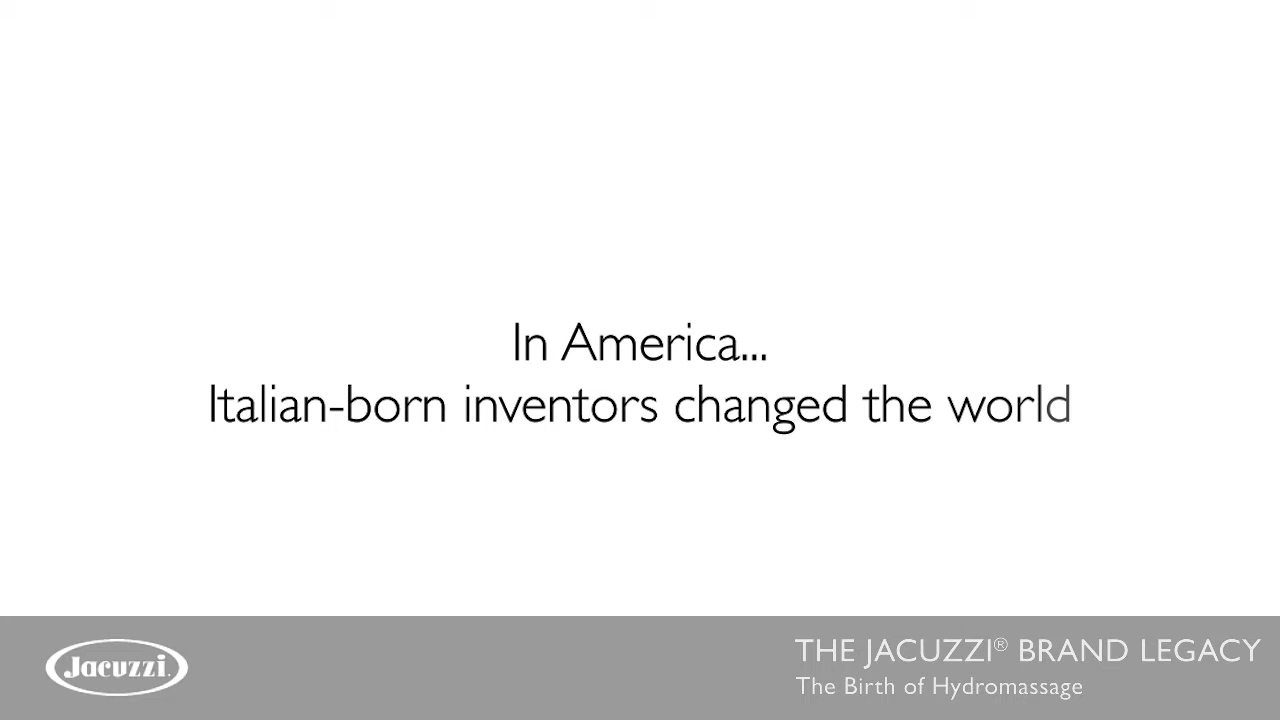 In America...
Italian-born inventors changed the world
Jacuzzi.
THE JACUZZI® BRAND LEGACY
The Birth of Hydromassage